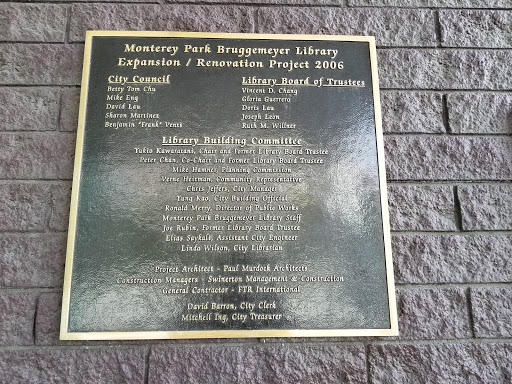 Monterey Park Bruggemeyer Library
Expansion / Renovation Project 2006
City Council
Betty Tom Chu
Mike Eng
David Lau
Sharon Martinez
Benjamin "Frank" Venti
Library Board of Trustees
Vincent D. Chang
Gloria Guerrero
Doris Lau
Joseph Leon
Ruth M. Willner
Library Building Committee
Yukio Kawaratani, Chair and Former Library Board Trustee
Peter Chan, Co-Chair and Former Library Board Trustee
Mike Hamner, Planning Commission
Verne Heitman, Community Representative
Chris Jeffers, City Manager
Yung Kao, City Building Official
Ronald Merry, Director of Public Works
Monterey Park Bruggemeyer Library Staff
Joe Rubin, Former Library Board Trustee
Elias Saykali, Assistant City Engineer
Linda Wilson, City Librarian
Project Architect - Paul Murdock Architects
Construction Managers - Swinerton Management & Construction
General Contractor - FTR International
David Barron, City Clerk
Mitchell Ing, City Treasurer